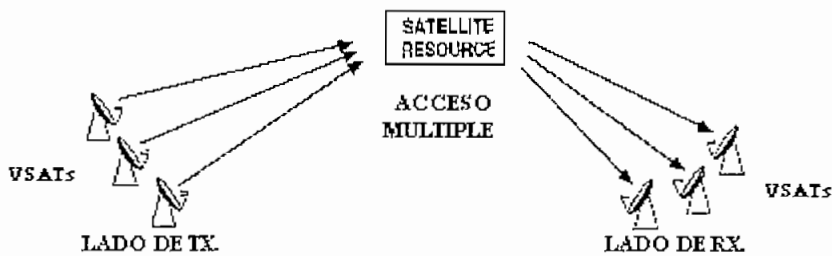 SATELLITE
RESOURCE
ACCESO
MULTIPLE
VSATs
VSATs
LADO DE TX.
LADO DE RX.